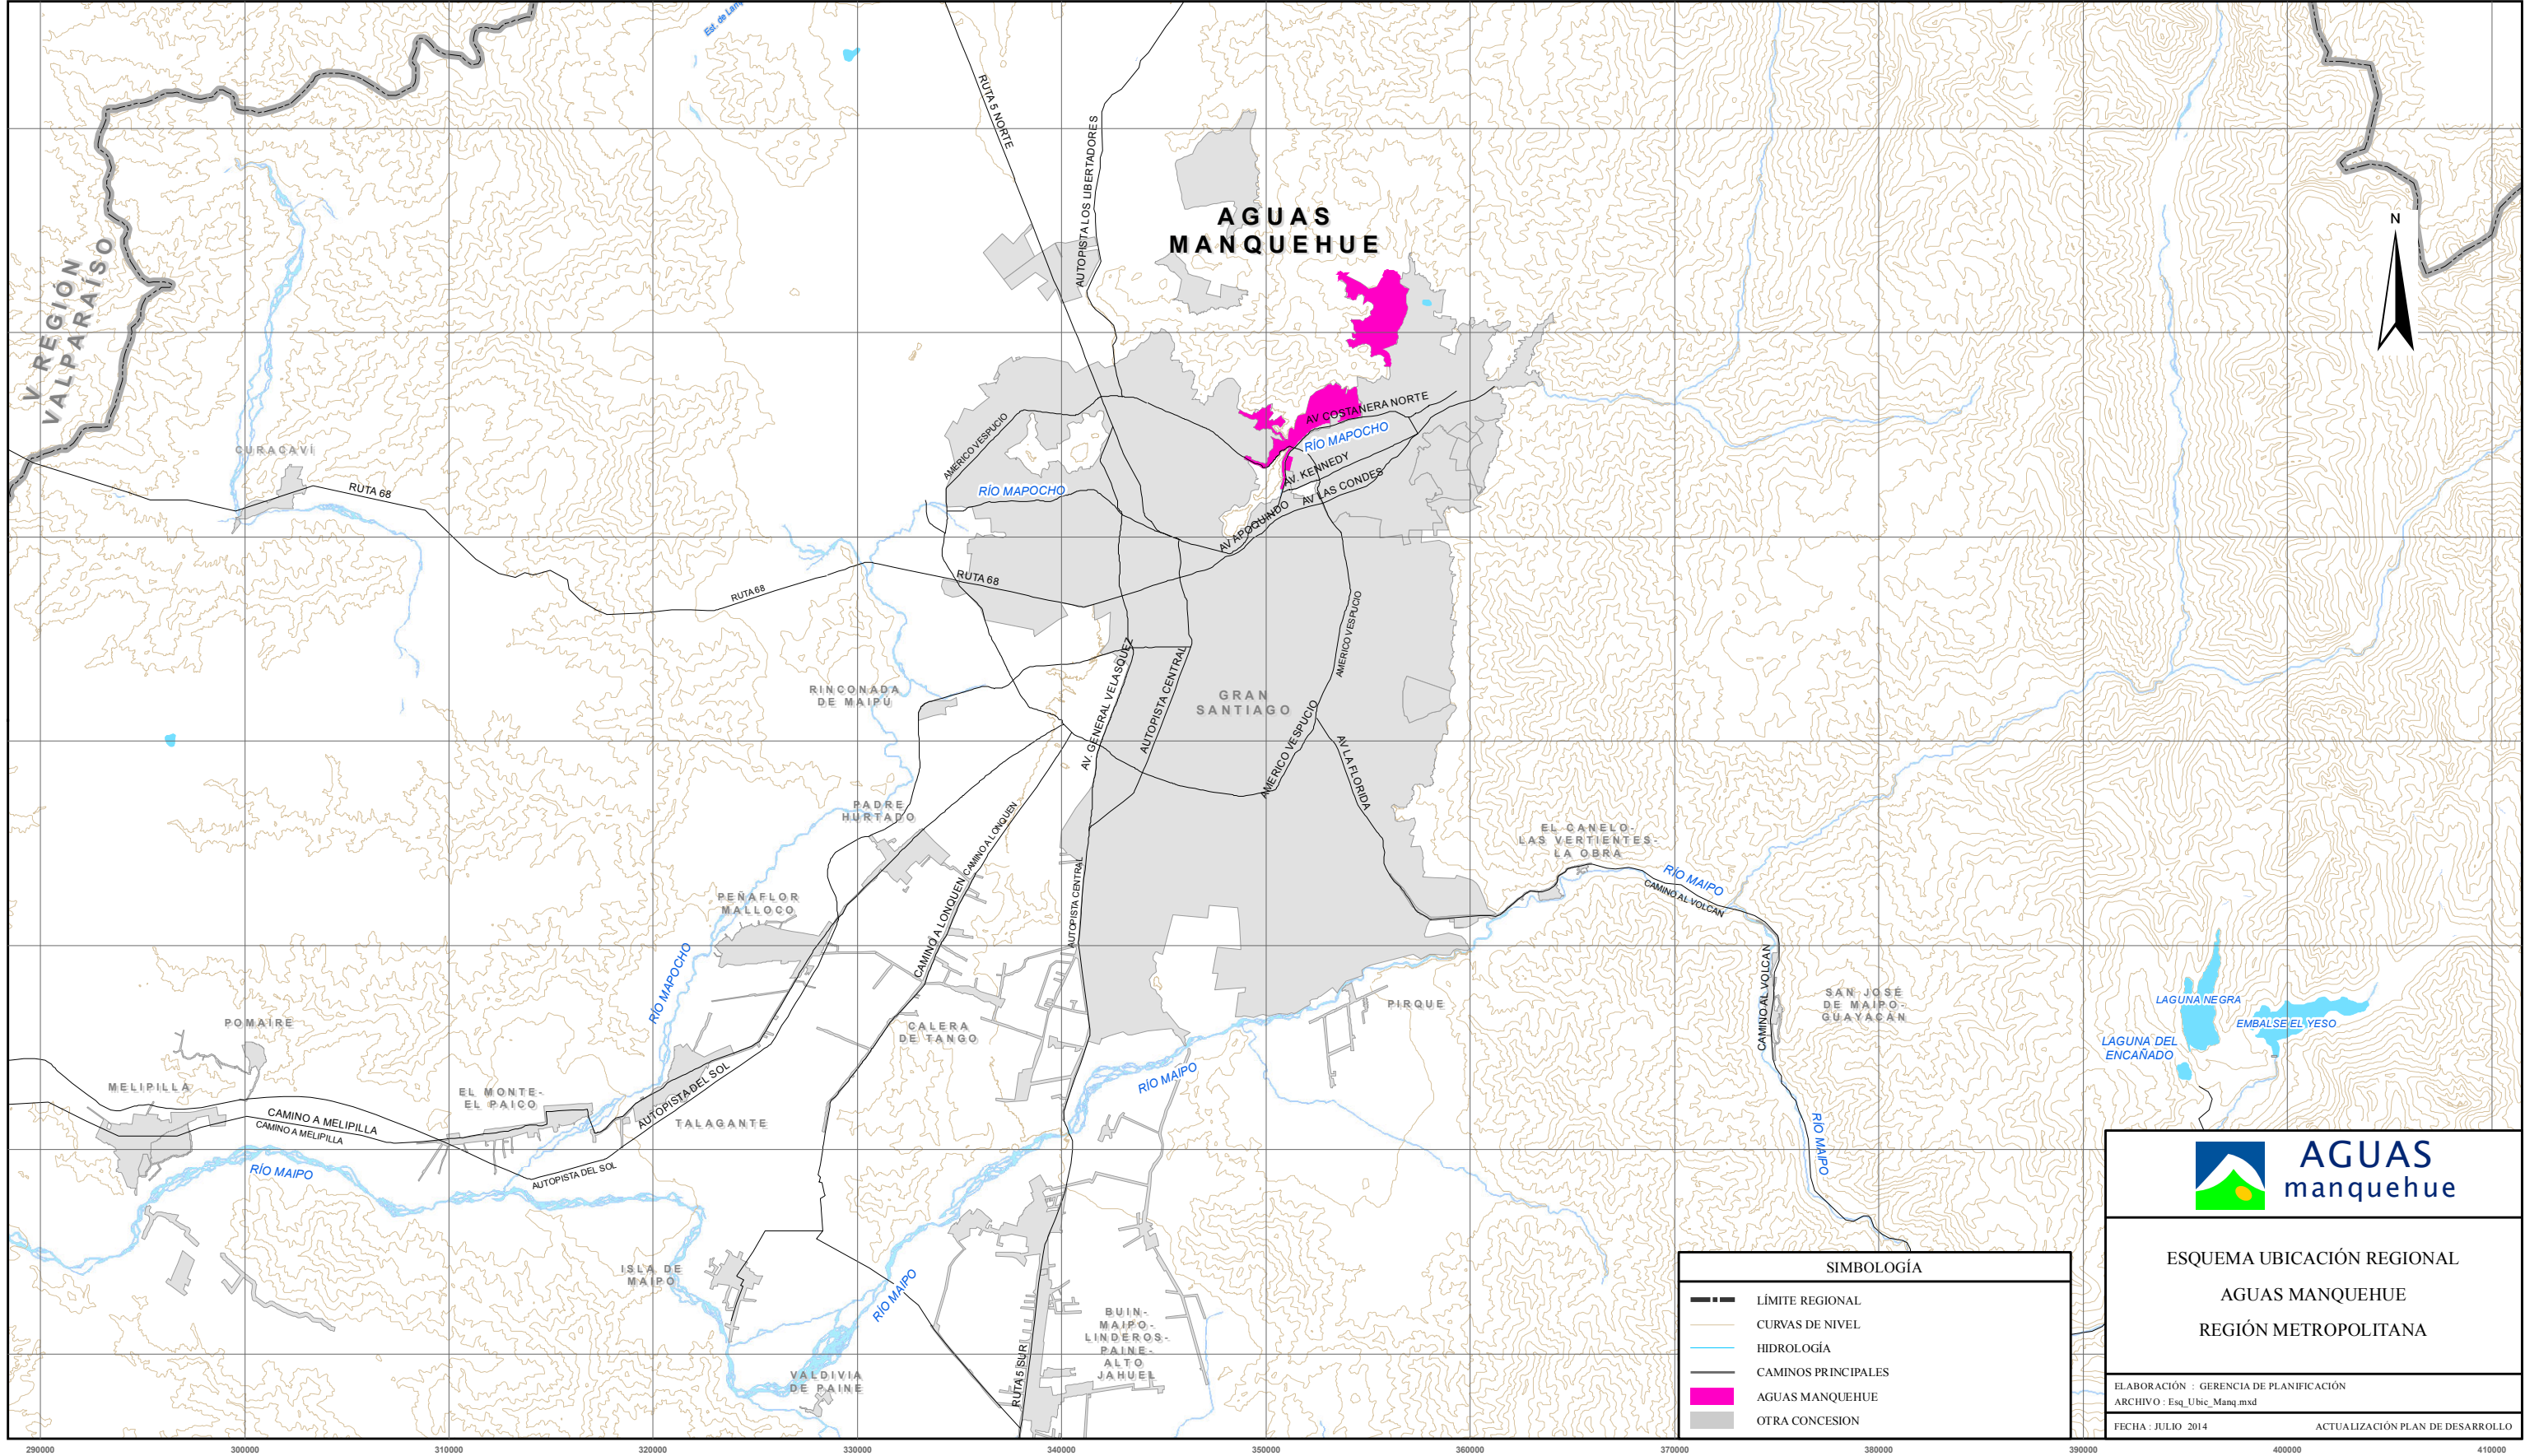 Est. de
RUTA 5 NORTE
AUTOPISTA LOS LIBERTADORES
AGUAS
MANQUEHUE
N
V REGIÓN
VALPARAÍSO
CURACAVÍ
RUTA 68
AMERICO VESPUCIO
RÍO MAPOCHO
AV COSTANERA NORTE
RÍO MAPOCHO
AV. KENNEDY
AV LAS CONDES
AV APOQUINDO
RUTA 68
RUTA 68
AMERICO VESPUCIO
RINCONADA
DE MAIPÚ
AV. GENERAL VELASQUEZ
AUTOPISTA CENTRAL
GRAN
SANTIAGO
AMERICO VESPUCIO
AV LA FLORIDA
PADRE
HURTADO
CAMINO A LONQUEN
EL CANELO-
LAS VERTIENTES-
LA OBRA
RÍO MAIPO
CAMINO AL VOLCAN
PEÑAFLOR
MALLOCO
CAMINO A LONQUEN
AUTOPISTA CENTRAL
RÍO MAPOCHO
CAMINO AL VOLCAN
SAN JOSÉ
DE MAIPO-
GUAYACÁN
PIRQUE
LAGUNA NEGRA
EMBALSE EL YESO
LAGUNA DEL
ENCAÑADO
POMAIRE
CALERA
DE TANGO
MELIPILLA
EL MONTE-
EL PAICO
AUTOPISTA DEL SOL
TALAGANTE
RÍO MAIPO
CAMINO A MELIPILLA
CAMINO A MELIPILLA
RÍO MAIPO
AUTOPISTA DEL SOL
RÍO MAIPO
ISLA DE
MAIPO
RÍO MAIPO
BUIN-
MAIPO-
LINDEROS-
PAINE-
ALTO
JAHUEL
VALDIVIA
DE PAINE
RUTA 5 SUR
SIMBOLOGÍA
LÍMITE REGIONAL
CURVAS DE NIVEL
HIDROLOGÍA
CAMINOS PRINCIPALES
AGUAS MANQUEHUE
OTRA CONCESION
AGUAS
manquehue
ESQUEMA UBICACIÓN REGIONAL
AGUAS MANQUEHUE
REGIÓN METROPOLITANA
ELABORACIÓN : GERENCIA DE PLANIFICACIÓN
ARCHIVO : Esq_Ubic_Manq.mxd
FECHA : JULIO 2014 ACTUALIZACIÓN PLAN DE DESARROLLO
290000 300000 310000 320000 330000 340000 350000 360000 370000 380000 390000 400000 410000